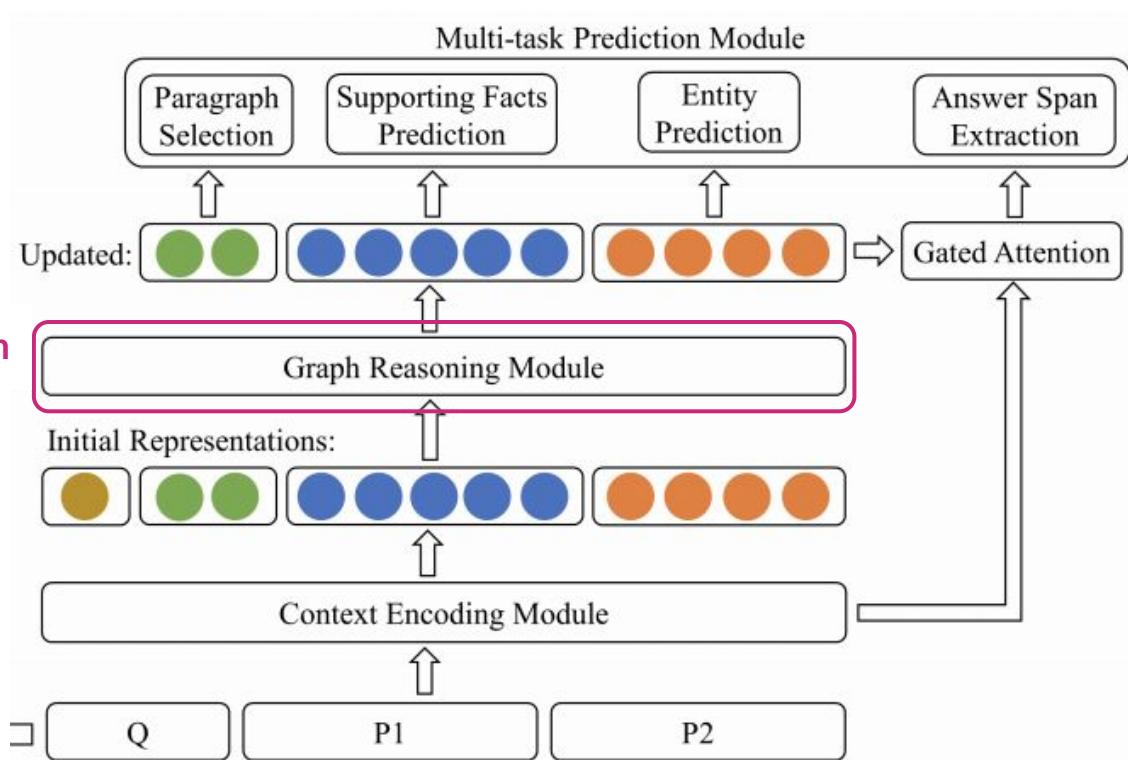 Multi-task Prediction Module
Paragraph
Selection
Supporting Facts
Prediction
Entity
Prediction
Answer Span
Extraction
Updated:
Gated Attention
n
Graph Reasoning Module
Initial Representations:
Context Encoding Module
Q
P1
P2